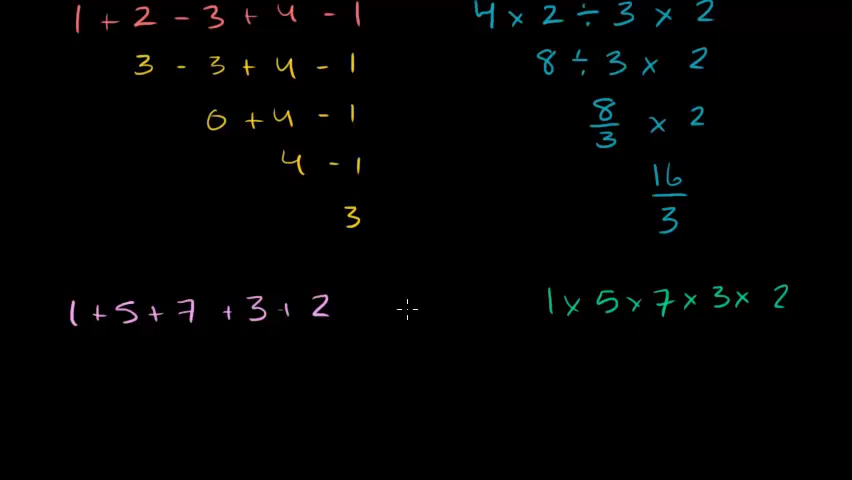 1 + 2 - 3 + 4 - 1
3 - 3 + 4 - 1
0 + 4 - 1
4 - 1
3
4 × 2 ÷ 3 × 2
8 ÷ 3 × 2
8/3 × 2
16/3
1 + 5 + 7 + 3 + 2
1 × 5 × 7 × 3 × 2